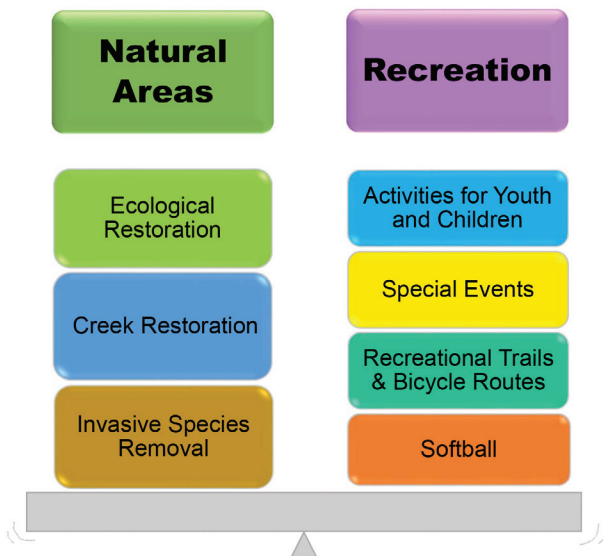 Natural
Areas
Ecological
Restoration
Creek Restoration
Invasive Species
Removal
Recreation
Activities for Youth
and Children
Special Events
Recreational Trails
& Bicycle Routes
Softball